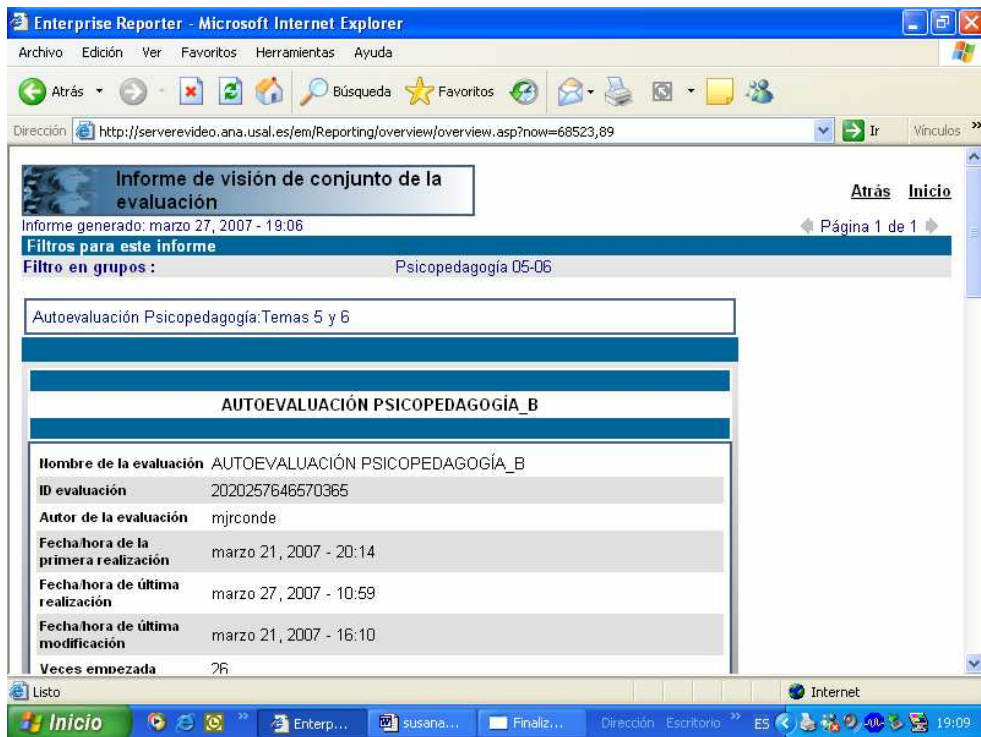 Enterprise Reporter - Microsoft Internet Explorer
Archivo Edición Ver Favoritos Herramientas Ayuda
Atrás Búsqueda Favoritos
Dirección http://serverevideo.ana.usal.es/em/Reporting/overview/overview.asp?now=68523,89 Ir Vínculos »
Informe de visión de conjunto de la
evaluación
Atrás Inicio
Informe generado: marzo 27, 2007 - 19:06
Página 1 de 1
Filtros para este informe
Filtro en grupos : Psicopedagogía 05-06
Autoevaluación Psicopedagogía:Temas 5 y 6
AUTOEVALUACIÓN PSICOPEDAGOGÍA_B
Nombre de la evaluación AUTOEVALUACIÓN PSICOPEDAGOGÍA_B
ID evaluación 2020257646570365
Autor de la evaluación mjrconde
Fecha/hora de la
primera realización marzo 21, 2007 - 20:14
Fecha/hora de última
realización marzo 27, 2007 - 10:59
Fecha/hora de última
modificación marzo 21, 2007 - 16:10
Veces empezada 26
Listo Internet
Inicio » Enterp... susana... Finaliz... Dirección Escritorio » ES 19:09